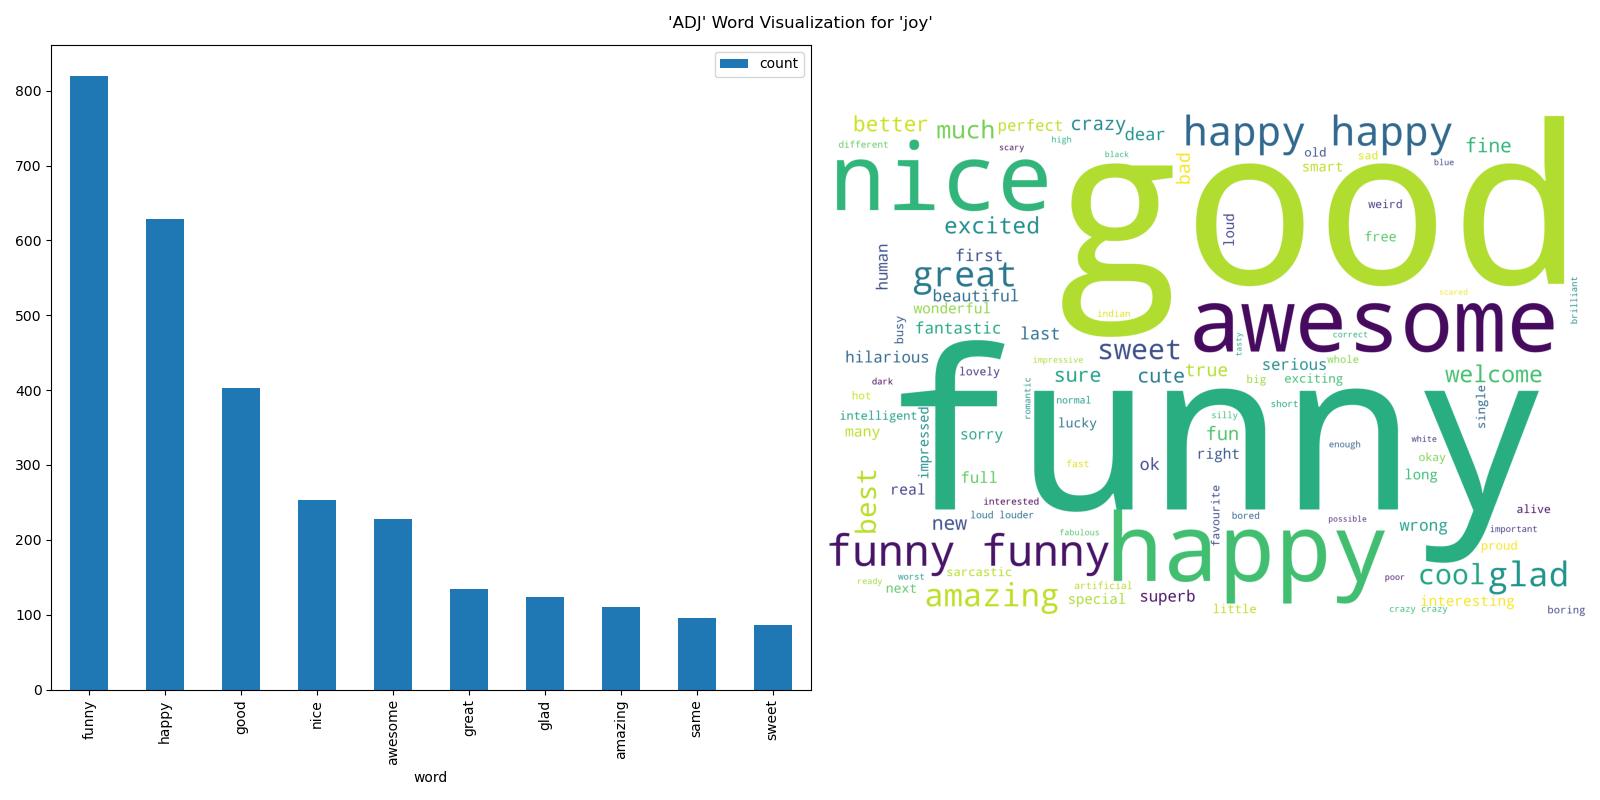 'ADJ' Word Visualization for 'joy'
count
800
700
600
500
400
300
200
100
0
funny
happy
good
nice
awesome
great
glad
amazing
same
sweet
word
better
much
perfect
crazy
dear
happy happy
fine
different
scary
high
black
bad
old
sad
smart
blue
nice
good
excited
loud
weird
free
human
first
great
beautiful
wonderful
indian
scared
brilliant
busy
fantastic
last
awesome
tasty
correct
hilarious
sweet
impressive
lovely
sure
cute
true
serious
whole
big
exciting
welcome
dark
hot
romantic
normal
short
single
intelligent
many
impressed
sorry
lucky
silly
fun
funny
enough
white
right
ok
okay
long
fast
full
best
real
interested
favourite
new
loud louder
bored
possible
wrong
alive
important
fabulous
funny funny
happy
proud
ready
worst
sarcastic
next
amazing
artificial
special
superb
little
poor
cool
glad
interesting
crazy crazy
boring